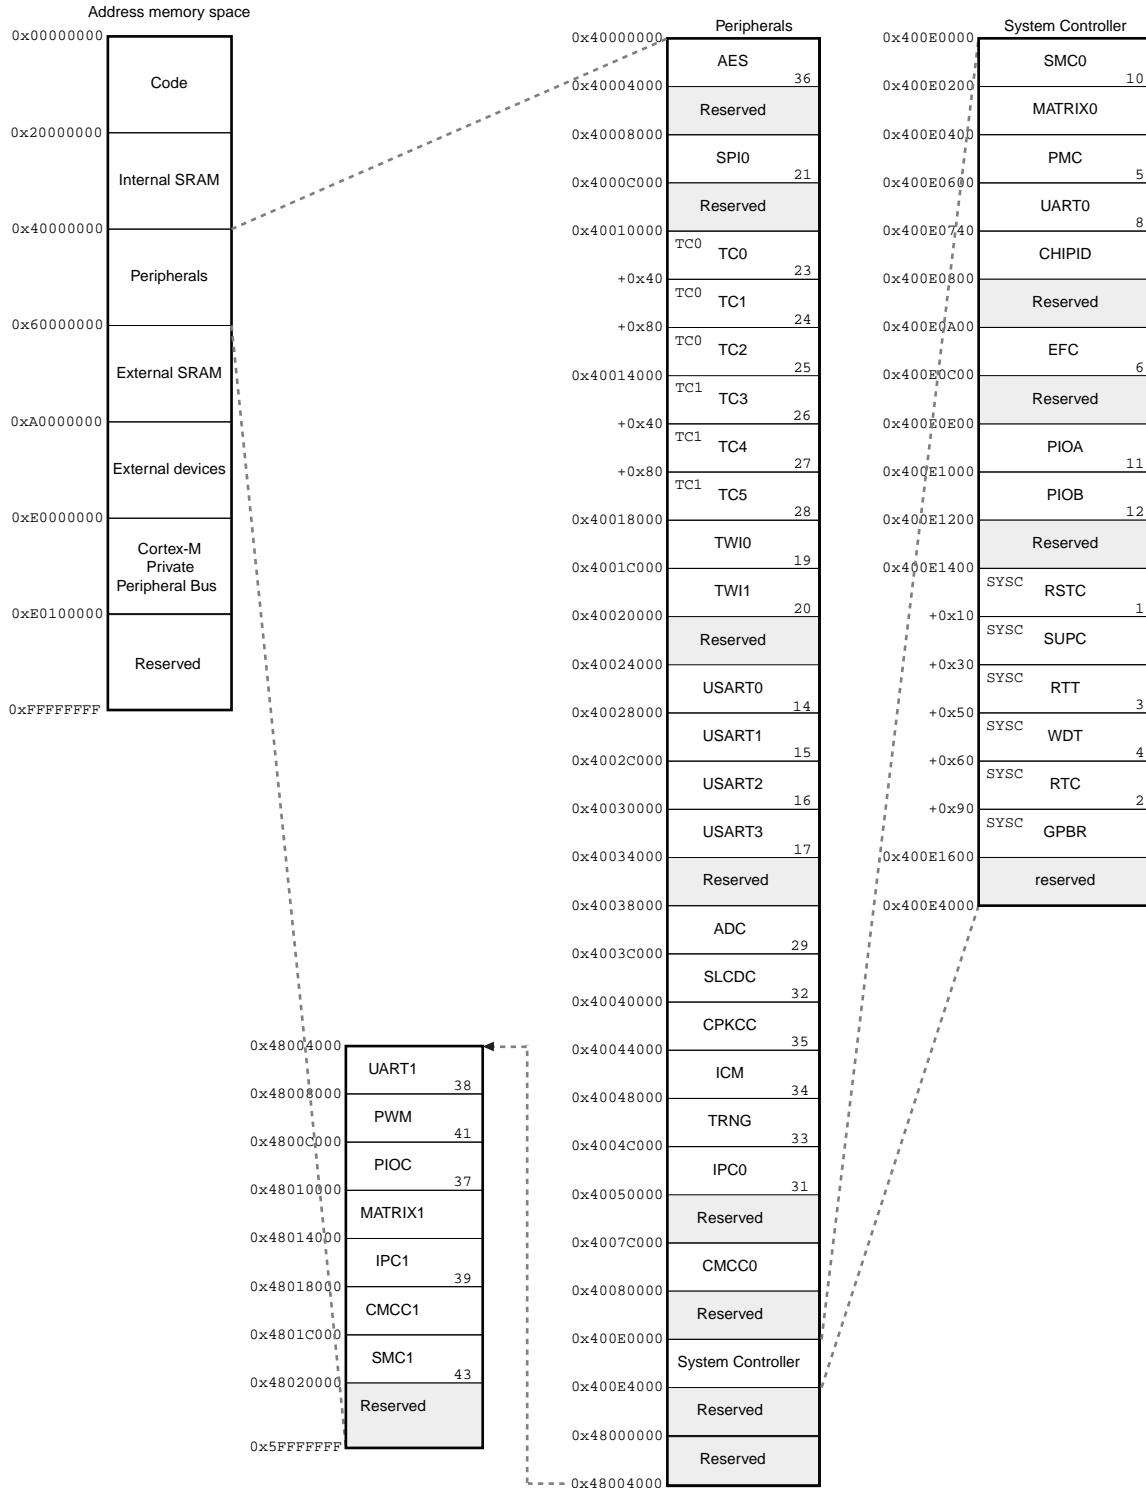 Address memory space
0x00000000
Code
0x20000000
Internal SRAM
0x40000000
Peripherals
0x60000000
External SRAM
0xA0000000
External devices
0xE0000000
Cortex-M
Private
Peripheral Bus
0xE0100000
Reserved
0xFFFFFFFF
Peripherals
0x40000000
AES
36
0x40004000
Reserved
0x40008000
SPI0
21
0x4000C000
Reserved
0x40010000
TC0
TC0
23
+0x40
TC0
TC1
24
+0x80
TC0
TC2
25
0x40014000
TC1
TC3
26
+0x40
TC1
TC4
27
+0x80
TC1
TC5
28
0x40018000
TWI0
19
0x4001C000
TWI1
20
0x40020000
Reserved
0x40024000
USART0
14
0x40028000
USART1
15
0x4002C000
USART2
16
0x40030000
USART3
17
0x40034000
Reserved
0x40038000
ADC
29
0x4003C000
SLCDC
32
0x40040000
CPKCC
35
0x40044000
ICM
34
0x40048000
TRNG
33
0x4004C000
IPC0
31
0x40050000
Reserved
0x4007C000
CMCC0
0x40080000
Reserved
0x400E0000
System Controller
0x400E4000
Reserved
0x48000000
Reserved
0x48004000
System Controller
0x400E0000
SMC0
10
0x400E0200
MATRIX0
0x400E0400
PMC
5
0x400E0600
UART0
8
0x400E0740
CHIPID
0x400E0800
Reserved
0x400E0A00
EFC
6
0x400E0C00
Reserved
0x400E0E00
PIOA
11
0x400E1000
PIOB
12
0x400E1200
Reserved
0x400E1400
SYSC
RSTC
1
+0x10
SYSC
SUPC
+0x30
SYSC
RTT
3
+0x50
SYSC
WDT
4
+0x60
SYSC
RTC
2
+0x90
SYSC
GPBR
0x400E1600
reserved
0x400E4000
0x48004000
UART1
38
0x48008000
PWM
41
0x4800C000
PIOC
37
0x48010000
MATRIX1
0x48014000
IPC1
39
0x48018000
CMCC1
0x4801C000
SMC1
43
0x48020000
Reserved
0x5FFFFFFF